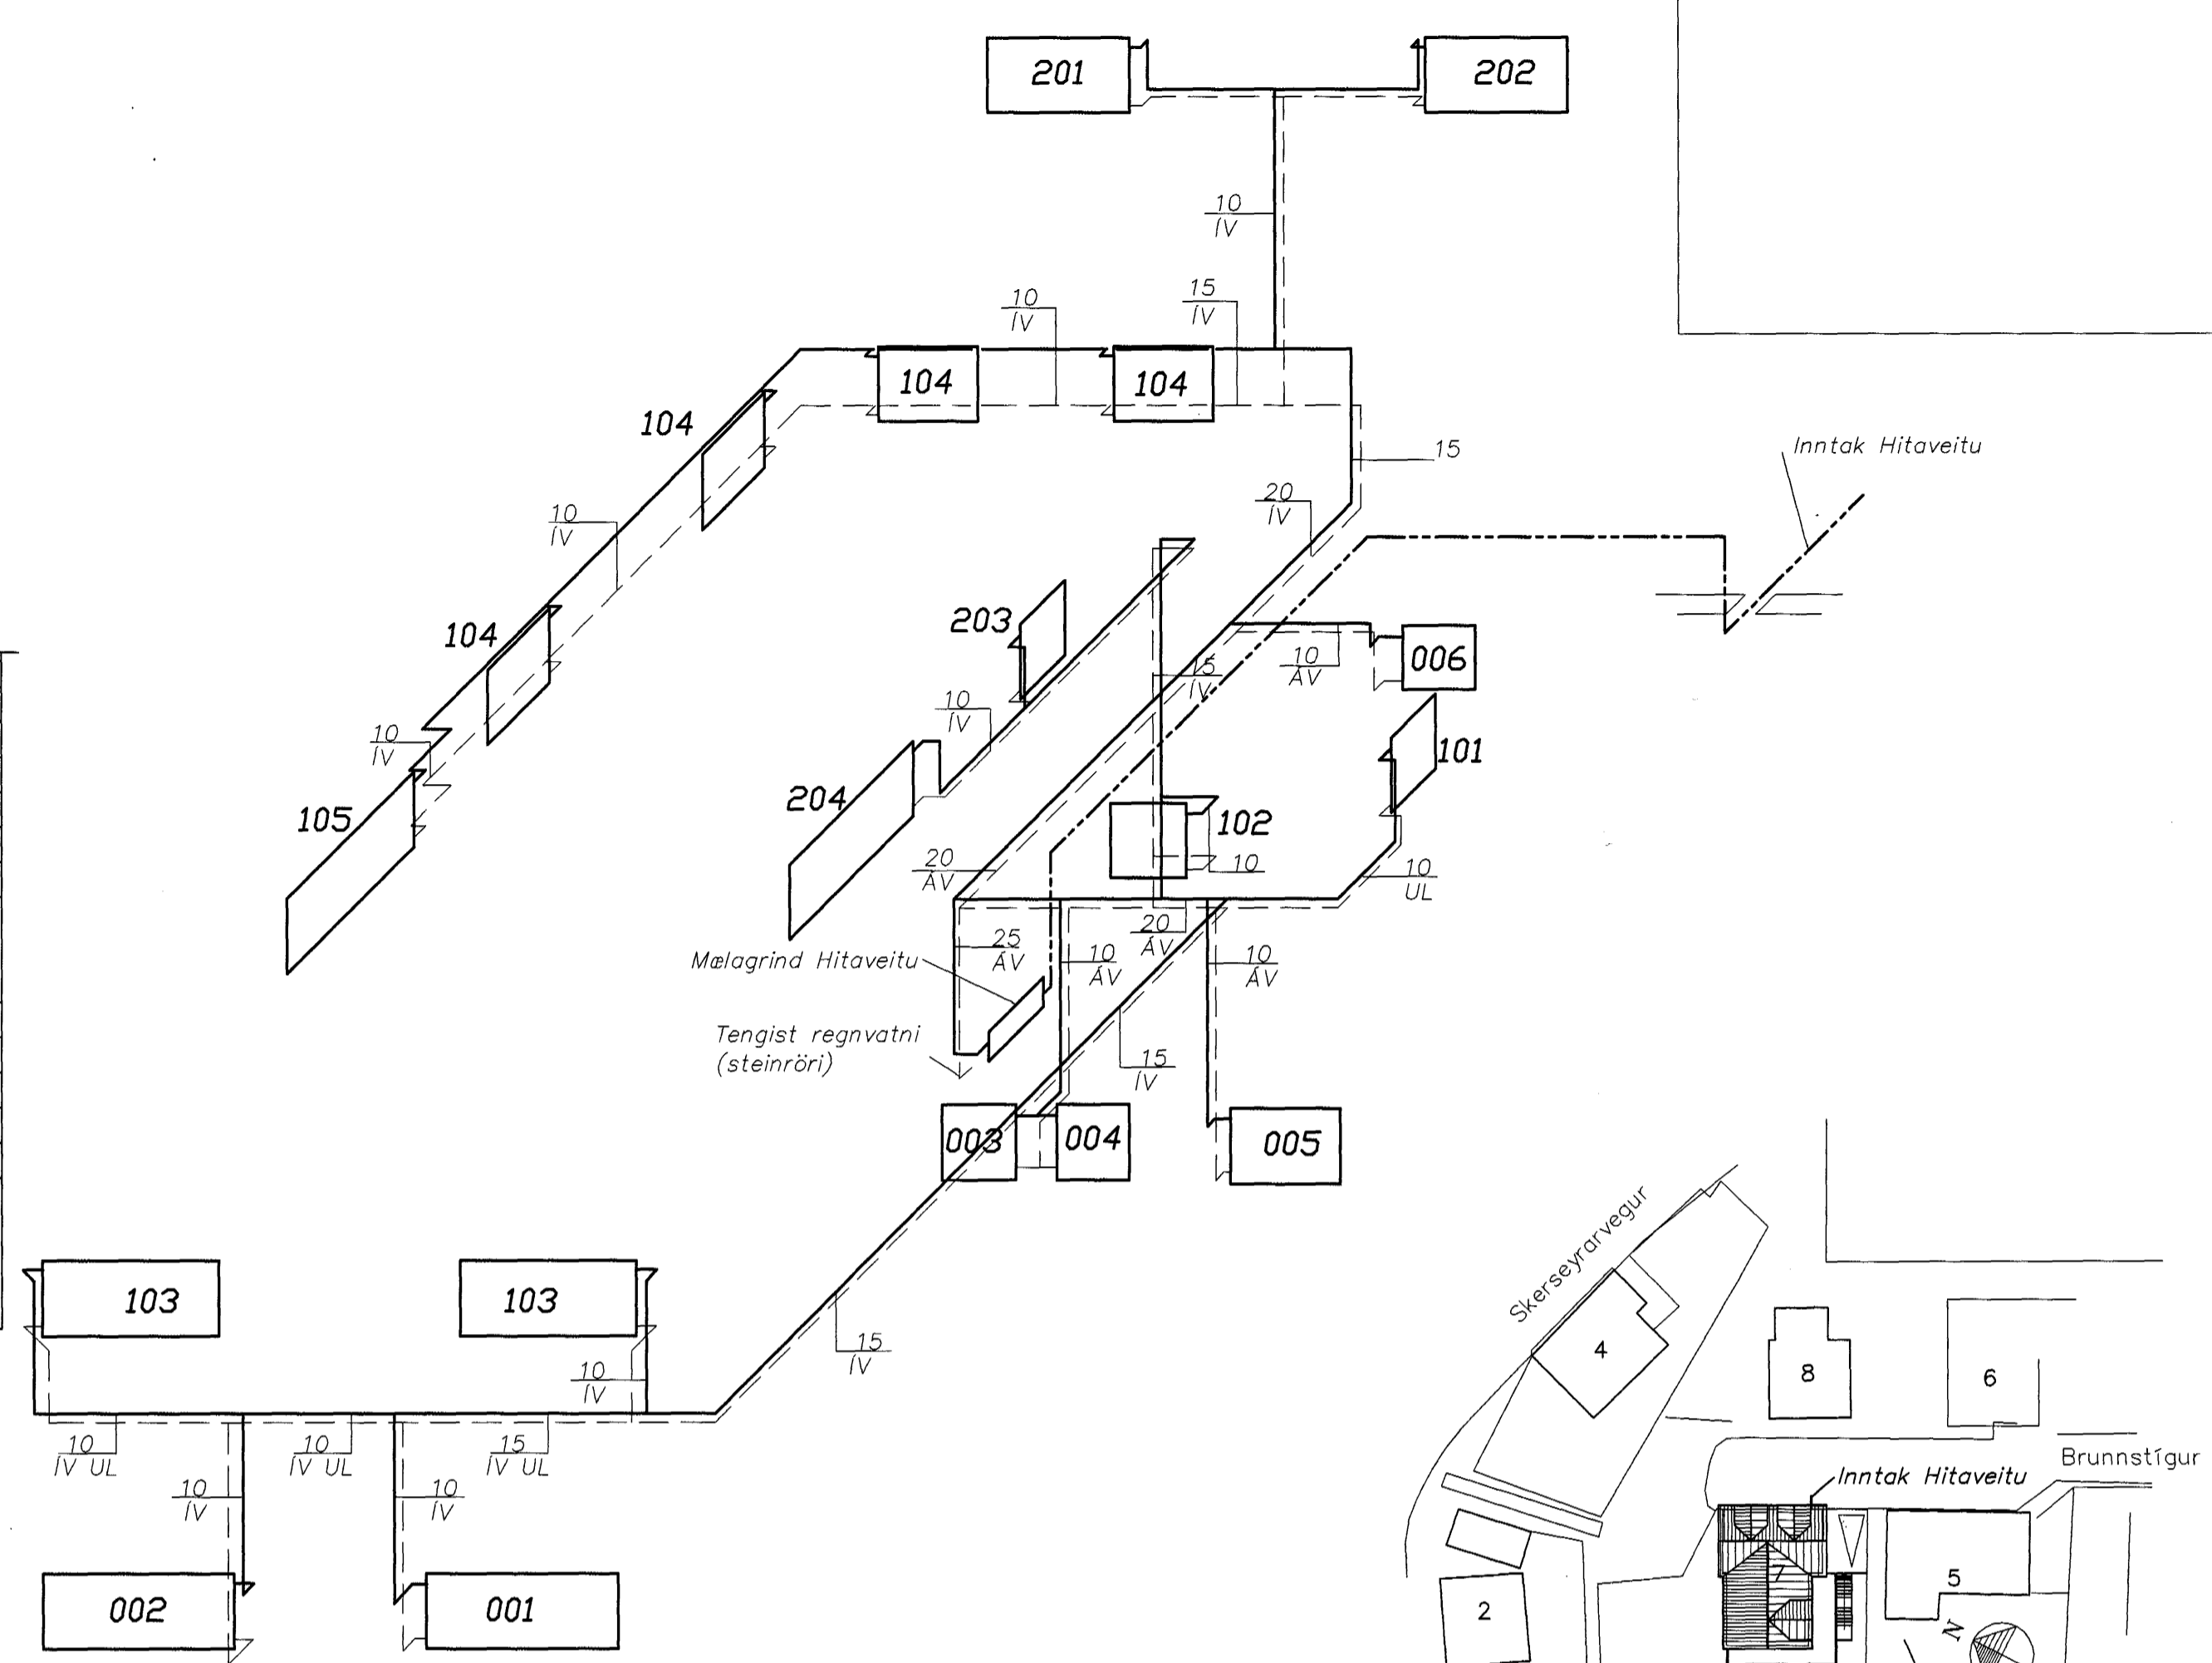 201
202
10
ÍV
10
ÍV
15
ÍV
104
104
104
15
Inntak Hitaveitu
20
ÍV
10
ÍV
203
104
15
ÍV
10
ÁV
006
10
ÍV
10
ÍV
101
204
105
102
10
20
ÁV
10
UL
20
ÁV
25
ÁV
10
ÁV
10
ÁV
Mælagrind Hitaveitu
Tengist regnvatni
(steinröri)
15
ÍV
003
004
005
Skerseyrarvegur
103
103
15
ÍV
10
ÍV
4
8
6
10
ÍV UL
10
ÍV UL
15
ÍV UL
Brunnstígur
Inntak Hitaveitu
10
ÍV
10
ÍV
7
5
002
001
2
N